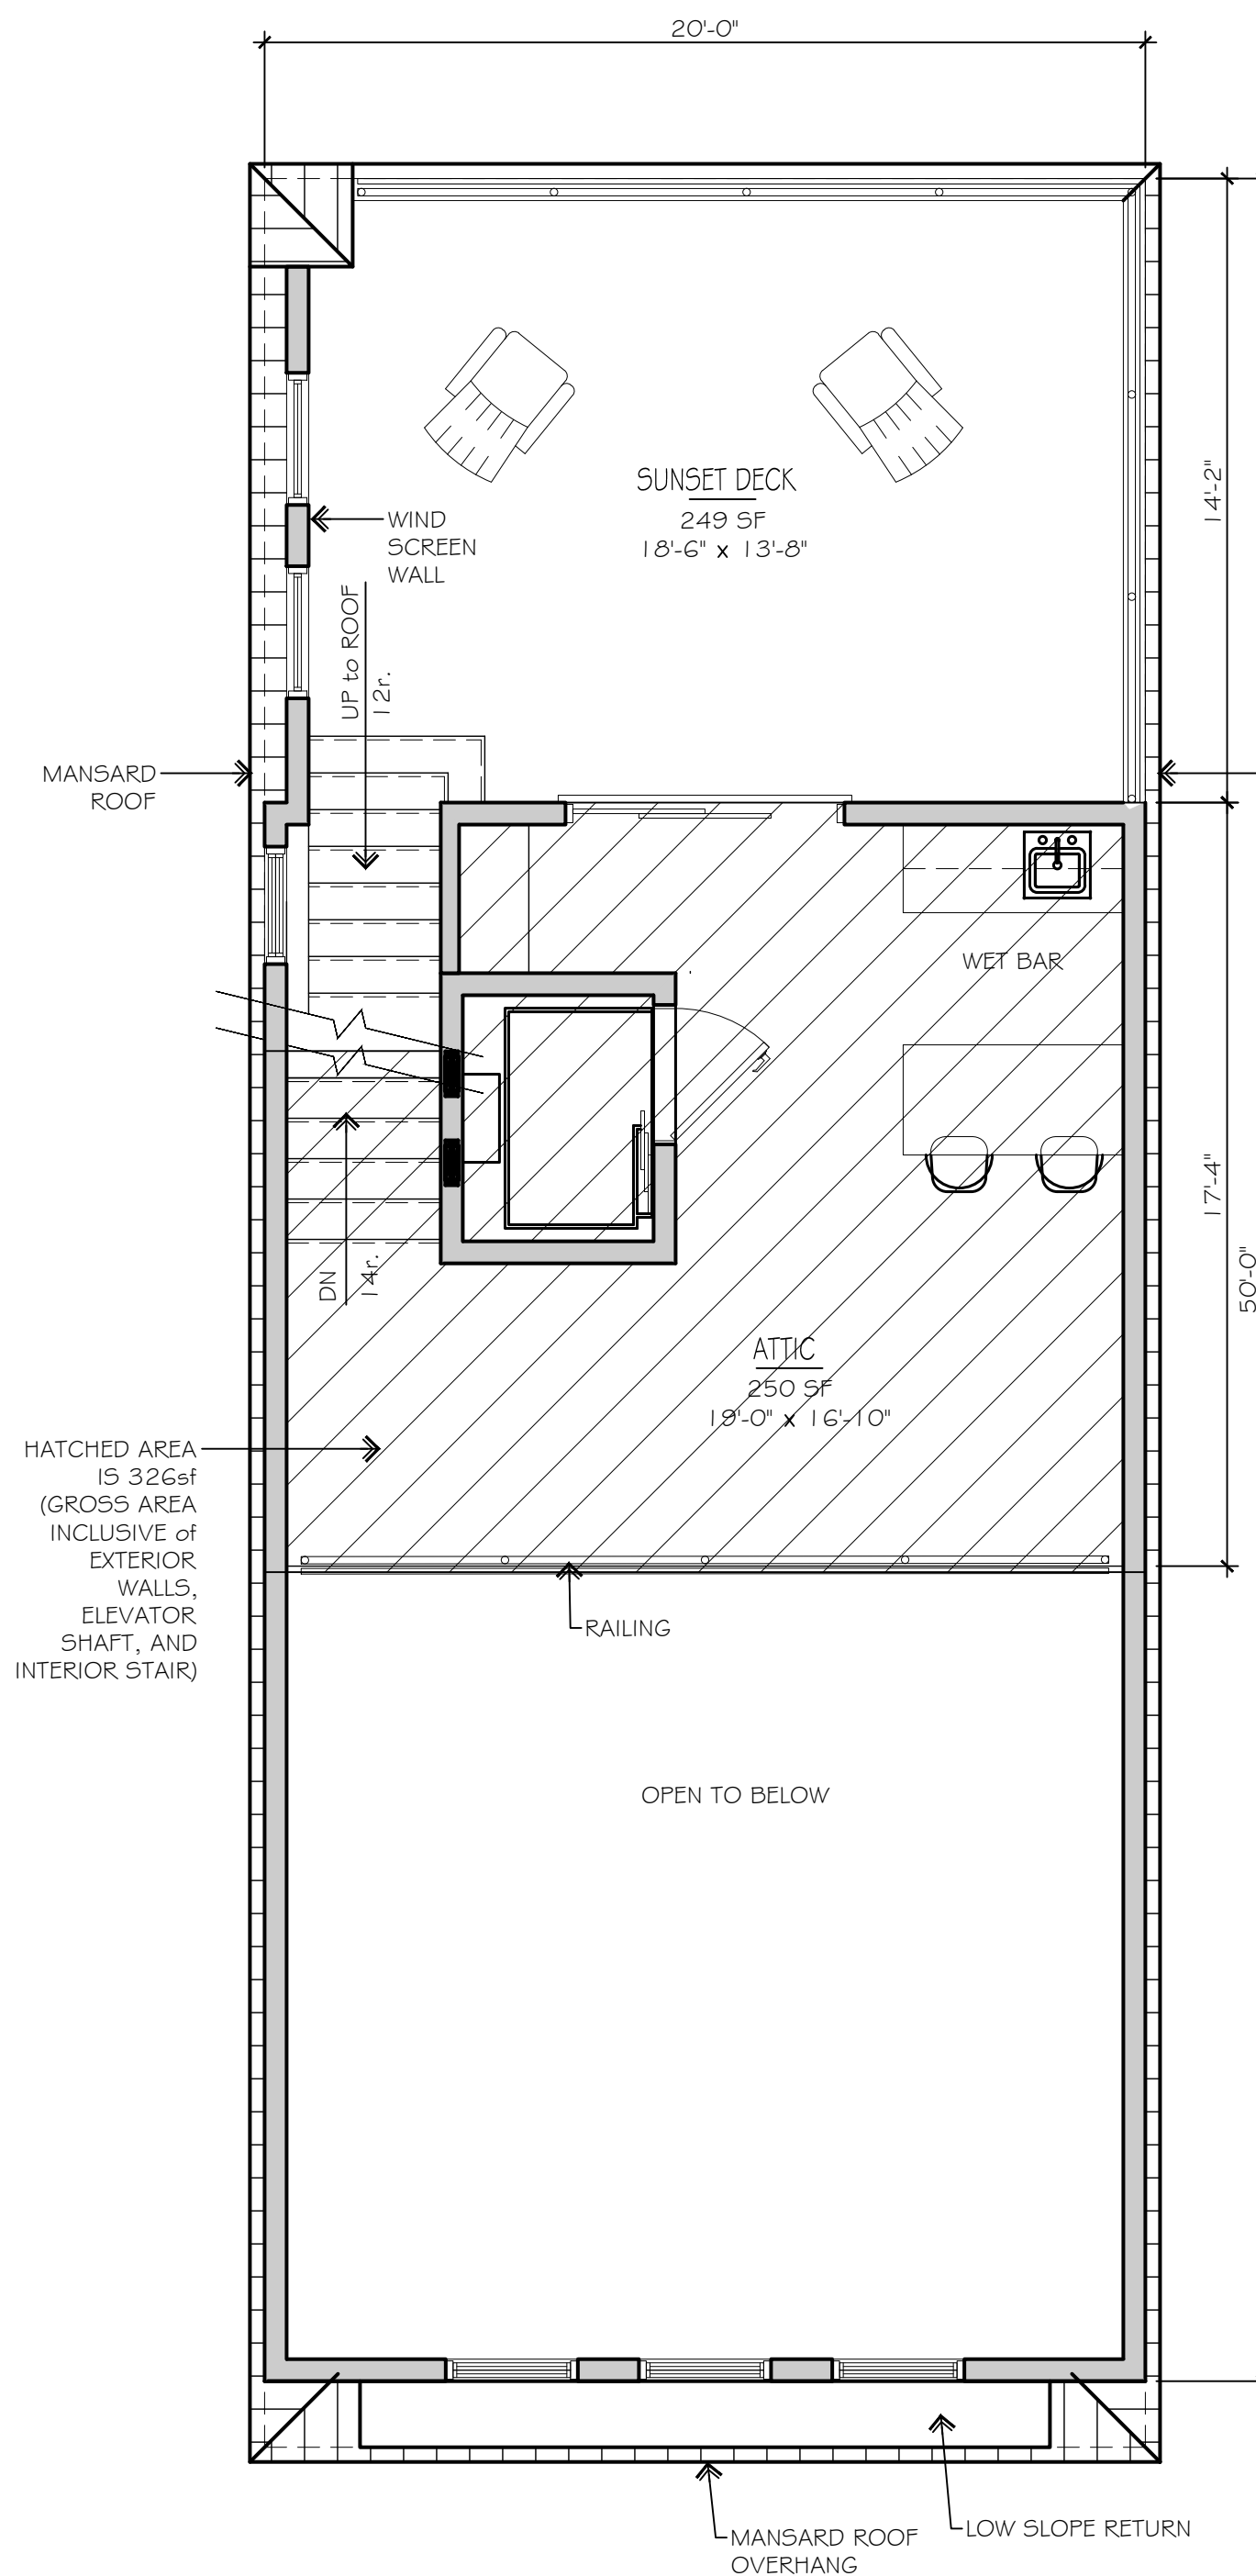 20'-0"
SUNSET DECK
249 SF
18'-6" x 13'-8"
14'-2"
WIND
SCREEN
WALL
UP to ROOF
12r.
MANSARD
ROOF
WET BAR
17'-4"
50'-0"
DN
14r.
ATTIC
250 SF
19'-0" x 16'-10"
HATCHED AREA
IS 326sf
(GROSS AREA
INCLUSIVE of
EXTERIOR
WALLS,
ELEVATOR
SHAFT, AND
INTERIOR STAIR)
RAILING
OPEN TO BELOW
LOW SLOPE RETURN
MANSARD ROOF
OVERHANG